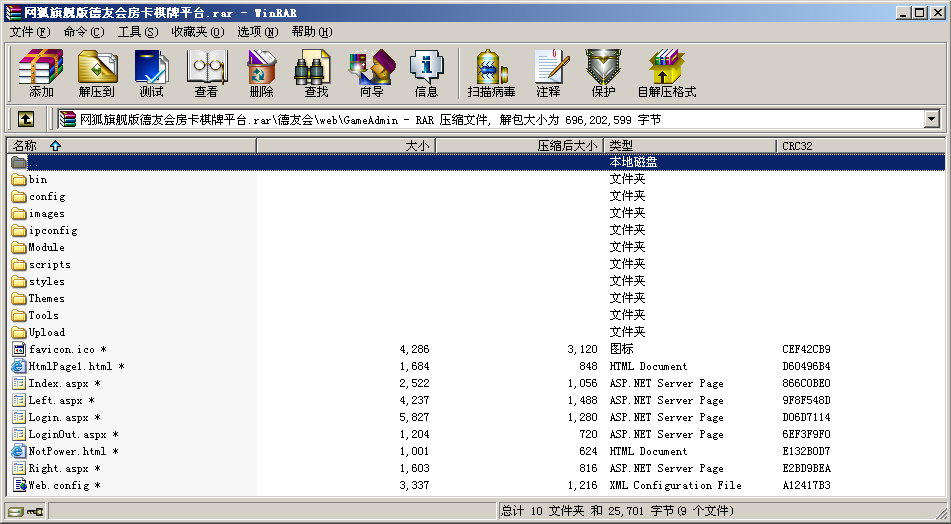 网狐旗舰版德友会房卡棋牌平台.rar - WinRAR
文件(F) 命令(C) 工具(S) 收藏夹(O) 选项(N) 帮助(H)
添加 解压到 测试 查看 删除 查找 向导 信息 扫描病毒 注释 保护 自解压格式
网狐旗舰版德友会房卡棋牌平台.rar\德友会\web\GameAdmin - RAR 压缩文件, 解包大小为 696,202,599 字节
名称 大小 压缩后大小 类型 CRC32
.. 本地磁盘
bin 文件夹
config 文件夹
images 文件夹
ipconfig 文件夹
Module 文件夹
scripts 文件夹
styles 文件夹
Themes 文件夹
Tools 文件夹
Upload 文件夹
favicon.ico * 4,286 3,120 图标 CEF42CB9
HtmlPage1.html * 1,684 848 HTML Document D60496B4
Index.aspx * 2,522 1,056 ASP.NET Server Page 866C0BE0
Left.aspx * 4,237 1,488 ASP.NET Server Page 9F8F548D
Login.aspx * 5,827 1,280 ASP.NET Server Page D06D7114
LoginOut.aspx * 1,204 720 ASP.NET Server Page 6EF3F9F0
NotPower.html * 1,001 624 HTML Document E132B0D7
Right.aspx * 1,603 816 ASP.NET Server Page E2BD9BEA
Web.config * 3,337 1,216 XML Configuration File A12417B3
总计 10 文件夹 和 25,701 字节(9 个文件)